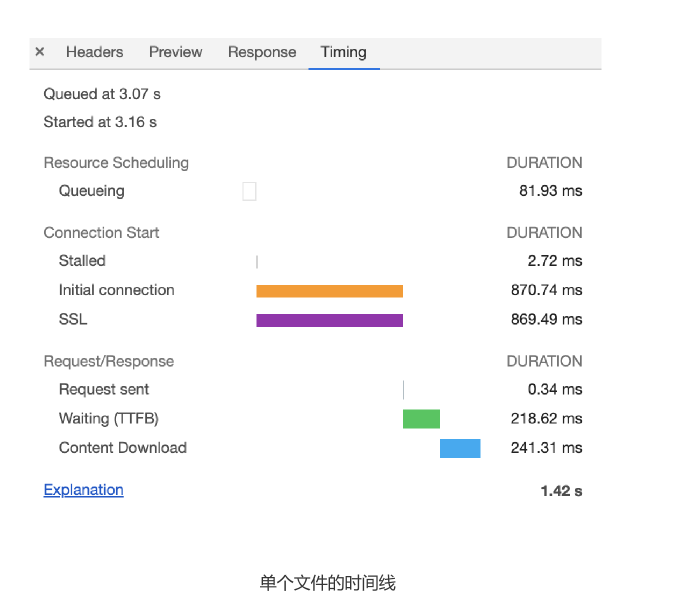 × Headers Preview Response Timing
Queued at 3.07 s
Started at 3.16 s
Resource Scheduling DURATION
Queueing 81.93 ms
Connection Start DURATION
Stalled 2.72 ms
Initial connection 870.74 ms
SSL 869.49 ms
Request/Response DURATION
Request sent 0.34 ms
Waiting (TTFB) 218.62 ms
Content Download 241.31 ms
Explanation 1.42 s
单个文件的时间线